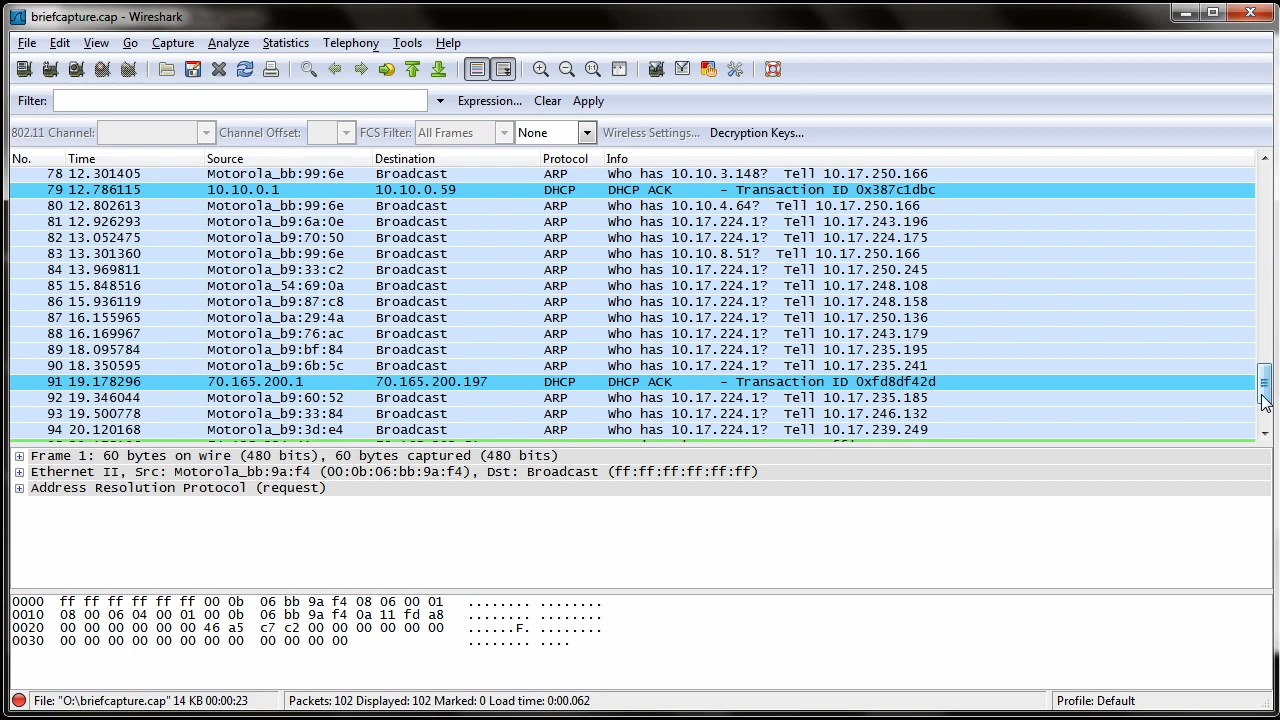 briefcapture.cap - Wireshark
File Edit View Go Capture Analyze Statistics Telephony Tools Help
Filter: Expression... Clear Apply
802.11 Channel: Channel Offset: FCS Filter: All Frames None Wireless Settings... Decryption Keys...
No. Time Source Destination Protocol Info
78 12.301405 Motorola_bb:99:6e Broadcast ARP Who has 10.10.3.148? Tell 10.17.250.166
79 12.786115 10.10.0.1 10.10.0.59 DHCP DHCP ACK - Transaction ID 0x387c1dbc
80 12.802613 Motorola_bb:99:6e Broadcast ARP Who has 10.10.4.64? Tell 10.17.250.166
81 12.926293 Motorola_b9:6a:0e Broadcast ARP Who has 10.17.224.1? Tell 10.17.243.196
82 13.052475 Motorola_b9:70:50 Broadcast ARP Who has 10.17.224.1? Tell 10.17.224.175
83 13.301360 Motorola_bb:99:6e Broadcast ARP Who has 10.10.8.51? Tell 10.17.250.166
84 13.969811 Motorola_b9:33:c2 Broadcast ARP Who has 10.17.224.1? Tell 10.17.250.245
85 15.848516 Motorola_54:69:0a Broadcast ARP Who has 10.17.224.1? Tell 10.17.248.108
86 15.936119 Motorola_b9:87:c8 Broadcast ARP Who has 10.17.224.1? Tell 10.17.248.158
87 16.155965 Motorola_ba:29:4a Broadcast ARP Who has 10.17.224.1? Tell 10.17.250.136
88 16.169967 Motorola_b9:76:ac Broadcast ARP Who has 10.17.224.1? Tell 10.17.243.179
89 18.095784 Motorola_b9:bf:84 Broadcast ARP Who has 10.17.224.1? Tell 10.17.235.195
90 18.350595 Motorola_b9:6b:5c Broadcast ARP Who has 10.17.224.1? Tell 10.17.235.241
91 19.178296 70.165.200.1 70.165.200.197 DHCP DHCP ACK - Transaction ID 0xfd8df42d
92 19.346044 Motorola_b9:60:52 Broadcast ARP Who has 10.17.224.1? Tell 10.17.235.185
93 19.500778 Motorola_b9:33:84 Broadcast ARP Who has 10.17.224.1? Tell 10.17.246.132
94 20.120168 Motorola_b9:3d:e4 Broadcast ARP Who has 10.17.224.1? Tell 10.17.239.249
Frame 1: 60 bytes on wire (480 bits), 60 bytes captured (480 bits)
Ethernet II, Src: Motorola_bb:9a:f4 (00:0b:06:bb:9a:f4), Dst: Broadcast (ff:ff:ff:ff:ff:ff)
Address Resolution Protocol (request)
0000 ff ff ff ff ff ff 00 0b 06 bb 9a f4 08 06 00 01 ........ ........
0010 08 00 06 04 00 01 00 0b 06 bb 9a f4 0a 11 fd a8 ........ ........
0020 00 00 00 00 00 00 46 a5 c7 c2 00 00 00 00 00 00 ......F. ........
0030 00 00 00 00 00 00 00 00 00 00 00 00 ........ ....
File: "O:\briefcapture.cap" 14 KB 00:00:23 Packets: 102 Displayed: 102 Marked: 0 Load time: 0:00.062 Profile: Default